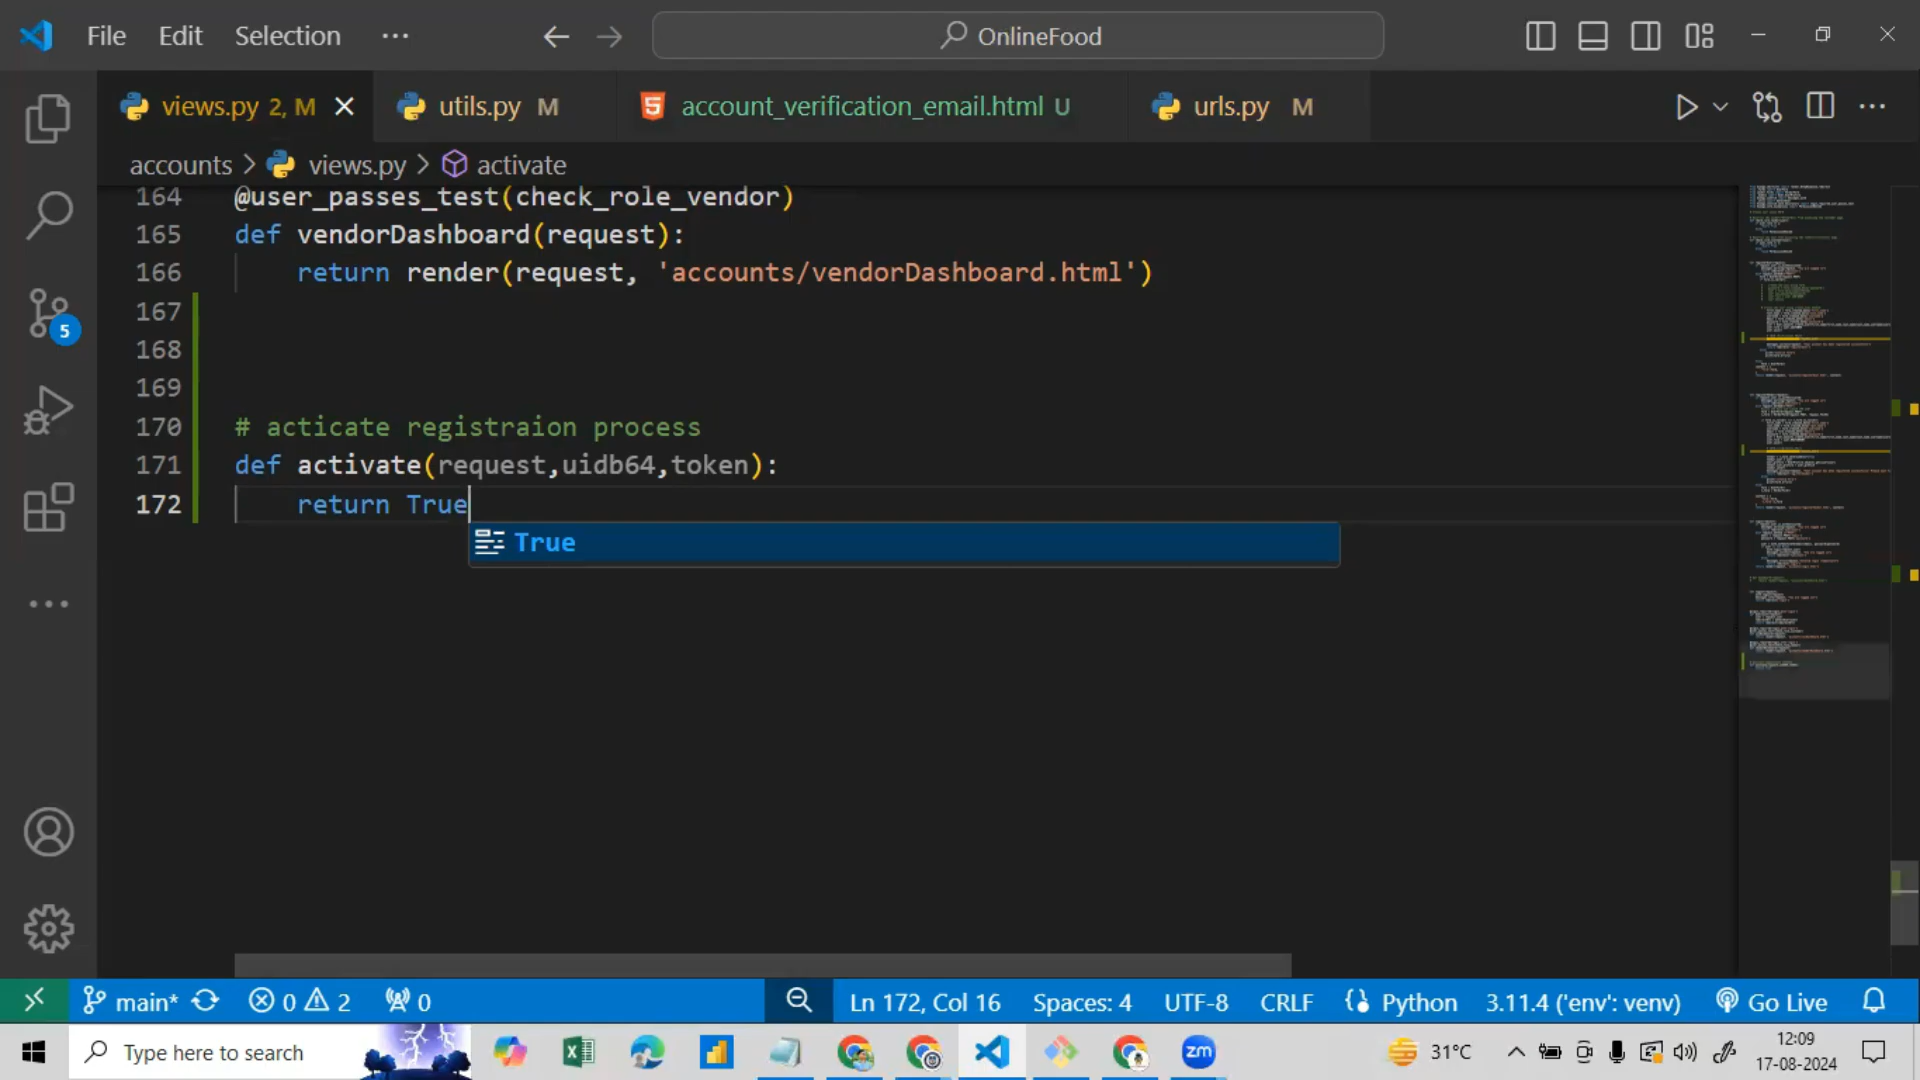 File Edit Selection ··· OnlineFood
views.py 2, M utils.py M account_verification_email.html U urls.py M
accounts > views.py > activate
164 @user_passes_test(check_role_vendor)
165 def vendorDashboard(request):
166 return render(request, 'accounts/vendorDashboard.html')
167
168
169
170 # acticate registraion process
171 def activate(request,uidb64,token):
172 return True
True
5
main* 0 2 0 Ln 172, Col 16 Spaces: 4 UTF-8 CRLF Python 3.11.4 ('env': venv) Go Live
Type here to search zm 31°C 12:09
17-08-2024